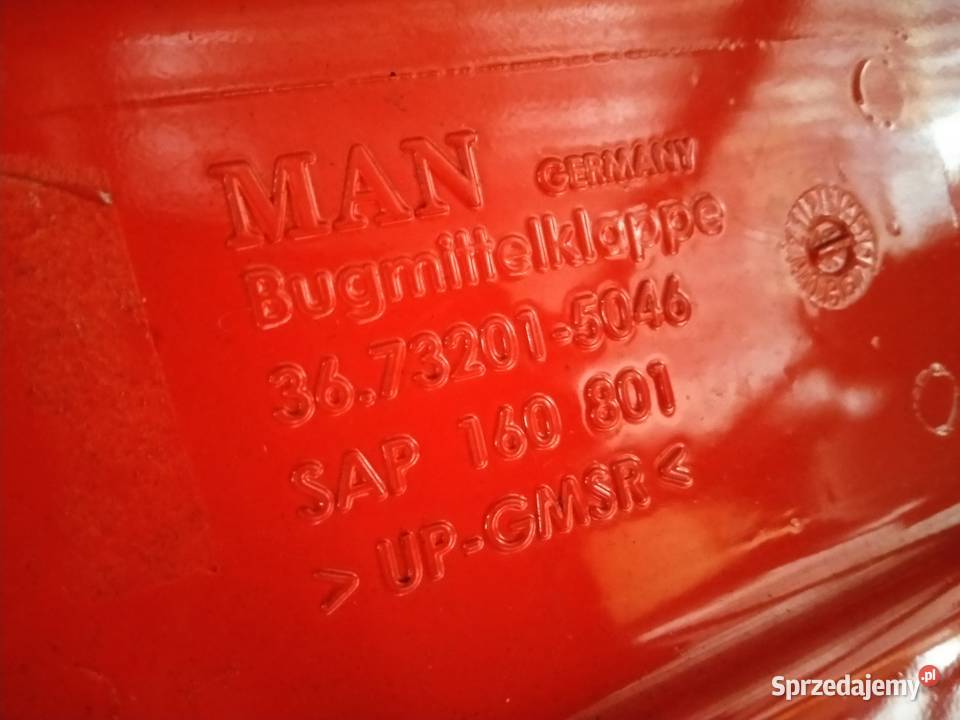 MAN GERMANY
Bugmittelklappe
36.73201-5046
SAP 160 801
>UP-GMSR<
Sprzedajemy.pl